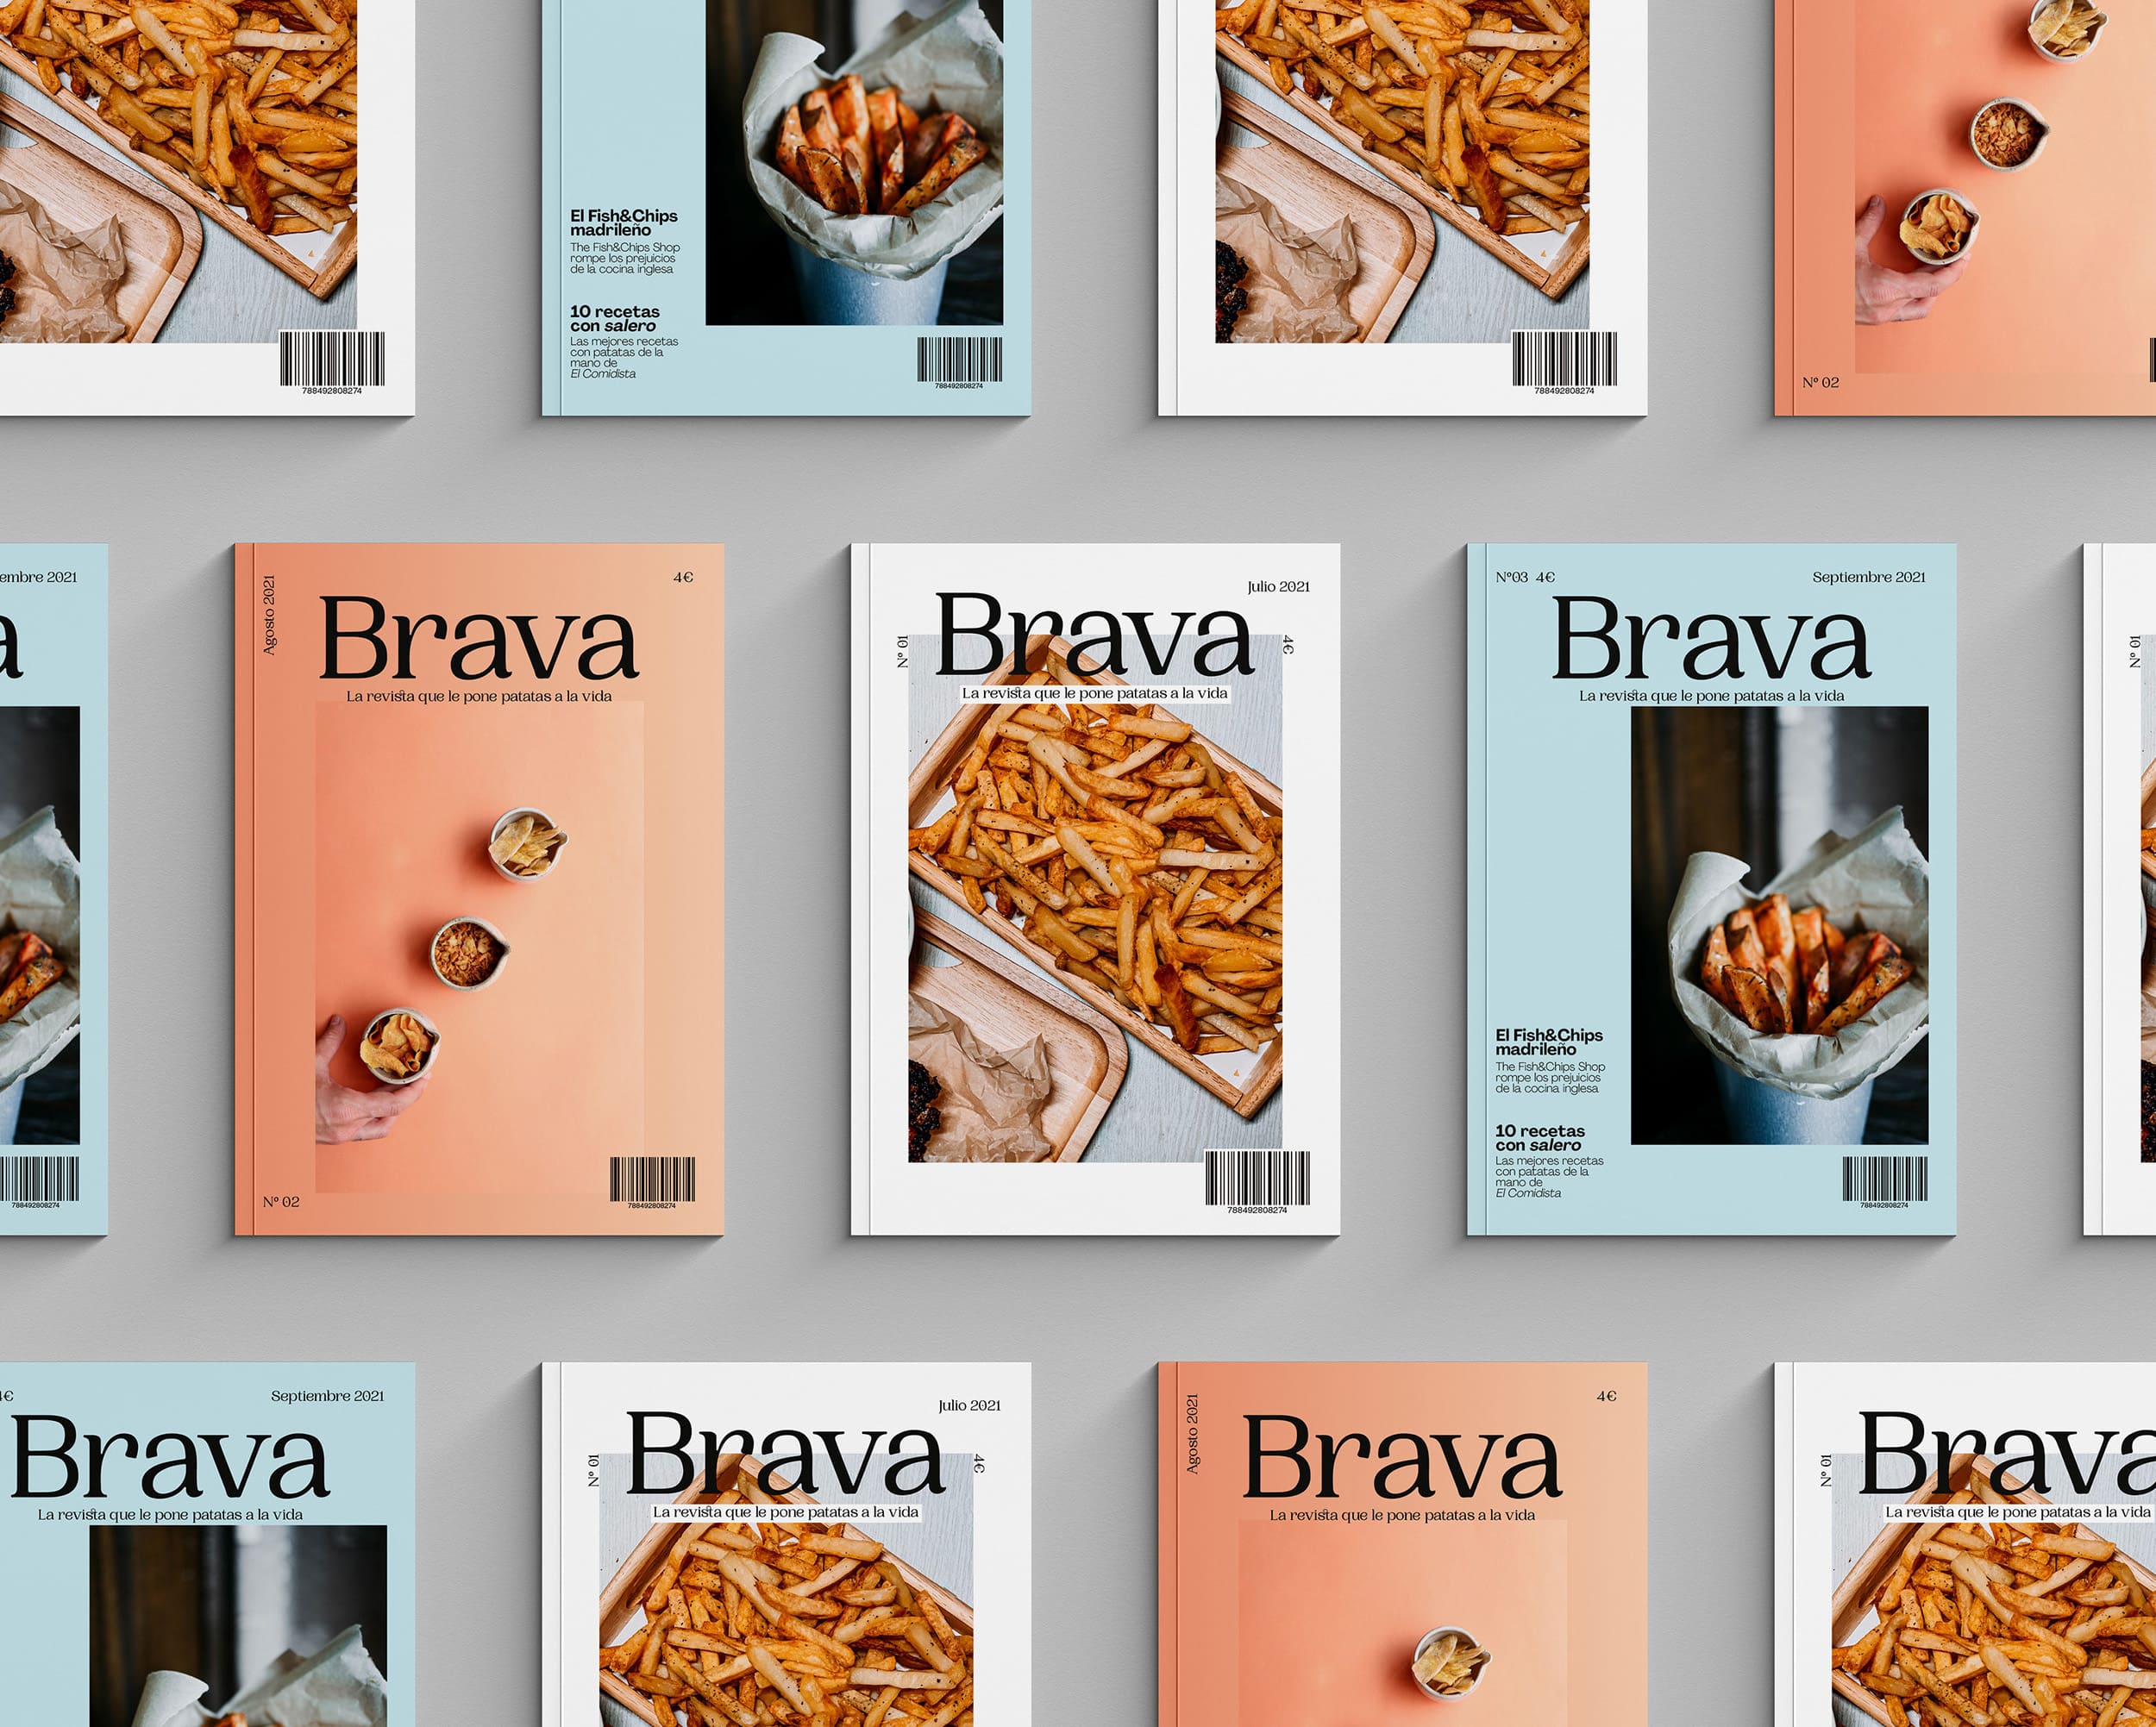 El Fish&Chips
madrileño
The Fish&Chips Shop
rompe los prejuicios
de la cocina inglesa
10 recetas
con salero
Las mejores recetas
con patatas de la
mano de
El Comidista
788492808274
788492808274
788492808274
Nº 02
embre 2021
a
788492808274
Agosto 2021
4€
Brava
La revista que le pone patatas a la vida
Nº 02
788492808274
Julio 2021
Nº 01
Brava
4€
La revista que le pone patatas a la vida
788492808274
Nº03 4€
Septiembre 2021
Brava
La revista que le pone patatas a la vida
El Fish&Chips
madrileño
The Fish&Chips Shop
rompe los prejuicios
de la cocina inglesa
10 recetas
con salero
Las mejores recetas
con patatas de la
mano de
El Comidista
788492808274
Nº 01
4€
Septiembre 2021
Brava
La revista que le pone patatas a la vida
Julio 2021
Nº 01
Brava
4€
La revista que le pone patatas a la vida
Agosto 2021
4€
Brava
La revista que le pone patatas a la vida
Nº 01
Brava
La revista que le pone patatas a la vida